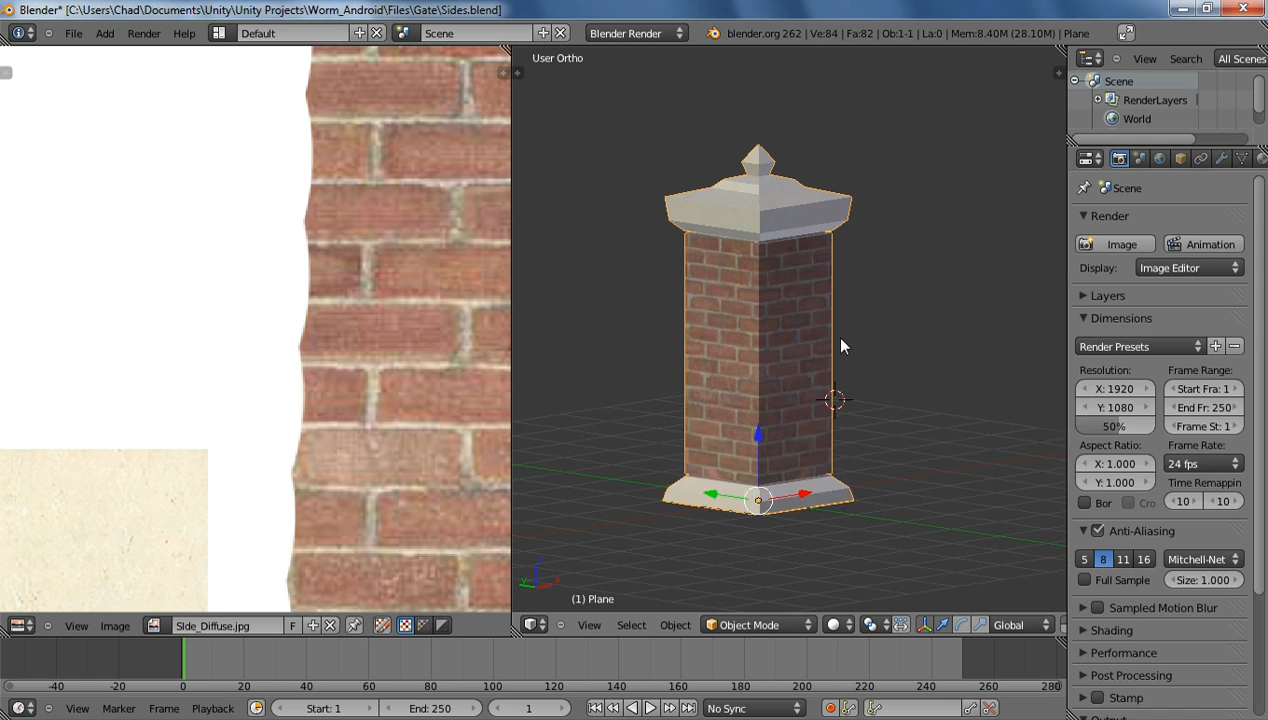 Blender* [C:\Users\Chad\Documents\Unity\Unity Projects\Worm_Android\Files\Gate\Sides.blend]
File Add Render Help Default Scene Blender Render blender.org 262 | Ve:84 | Fa:82 | Ob:1-1 | La:0 | Mem:8.40M (28.10M) | Plane
User Ortho
(1) Plane
View Image SIde_Diffuse.jpg F
View Select Object Object Mode Global
View Search All Scenes
Scene
RenderLayers
World
Scene
Render
Image Animation
Display: Image Editor
Layers
Dimensions
Render Presets
Resolution: Frame Range:
X: 1920 Start Fra: 1
Y: 1080 End Fr: 250
50% Frame St: 1
Aspect Ratio: Frame Rate:
X: 1.000 24 fps
Y: 1.000 Time Remappin
Bor Cro 10 10
Anti-Aliasing
5 8 11 16 Mitchell-Net
Full Sample Size: 1.000
Sampled Motion Blur
Shading
Performance
Post Processing
Stamp
-40 -20 0 20 40 60 80 100 120 140 160 180 200 220 240 260 280
View Marker Frame Playback Start: 1 End: 250 1 No Sync